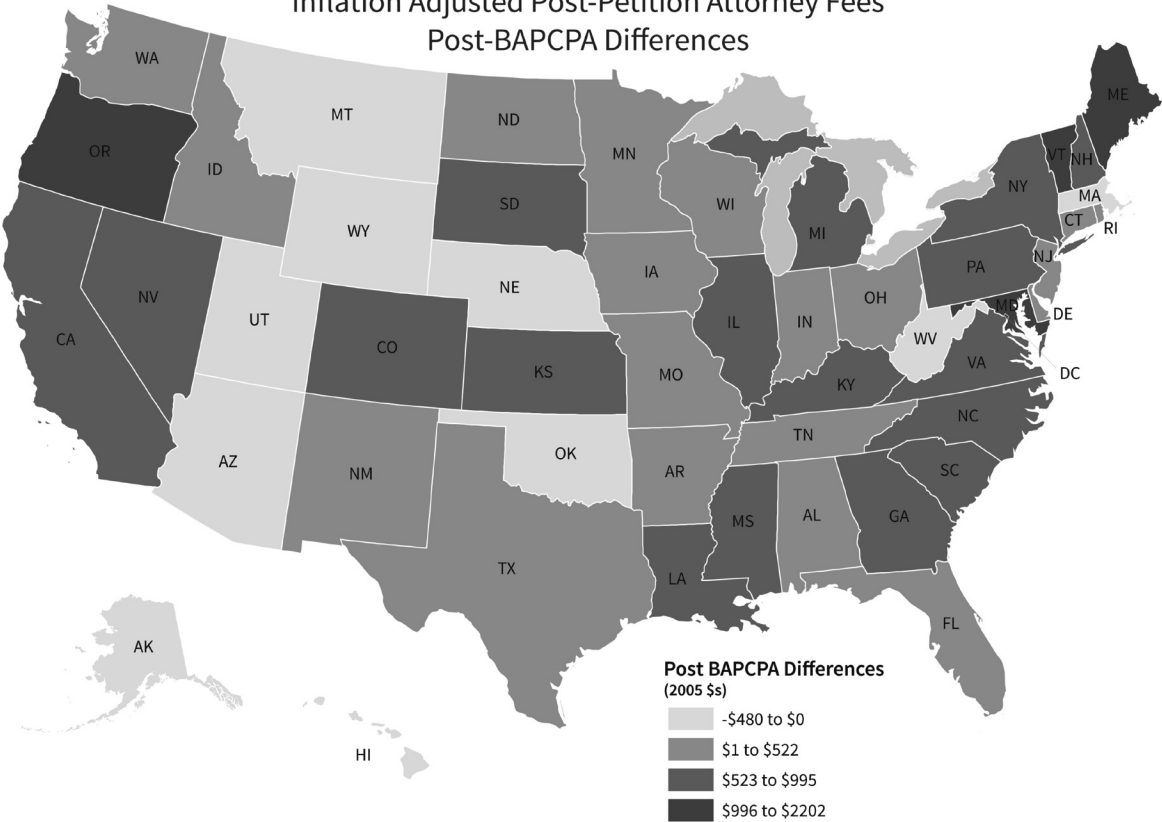 Inflation Adjusted Post-Petition Attorney Fees
Post-BAPCPA Differences
WA
MT
ND
MN
ME
OR
ID
SD
WI
MI
NY
VT
NH
MA
CT
RI
WY
NE
IA
PA
NJ
NV
UT
CO
KS
IL
IN
OH
MD
DE
CA
MO
KY
WV
VA
DC
AZ
NM
OK
AR
TN
NC
SC
TX
LA
MS
AL
GA
FL
AK
HI
Post BAPCPA Differences
(2005 $s)
-$480 to $0
$1 to $522
$523 to $995
$996 to $2202